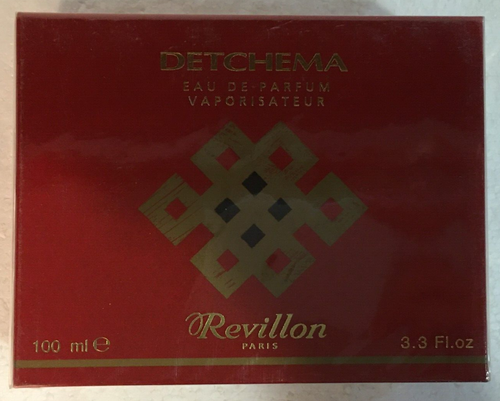 DETCHEMA
EAU DE PARFUM
VAPORISATEUR
Revillon
PARIS
100 ml ℮
3.3 Fl.oz